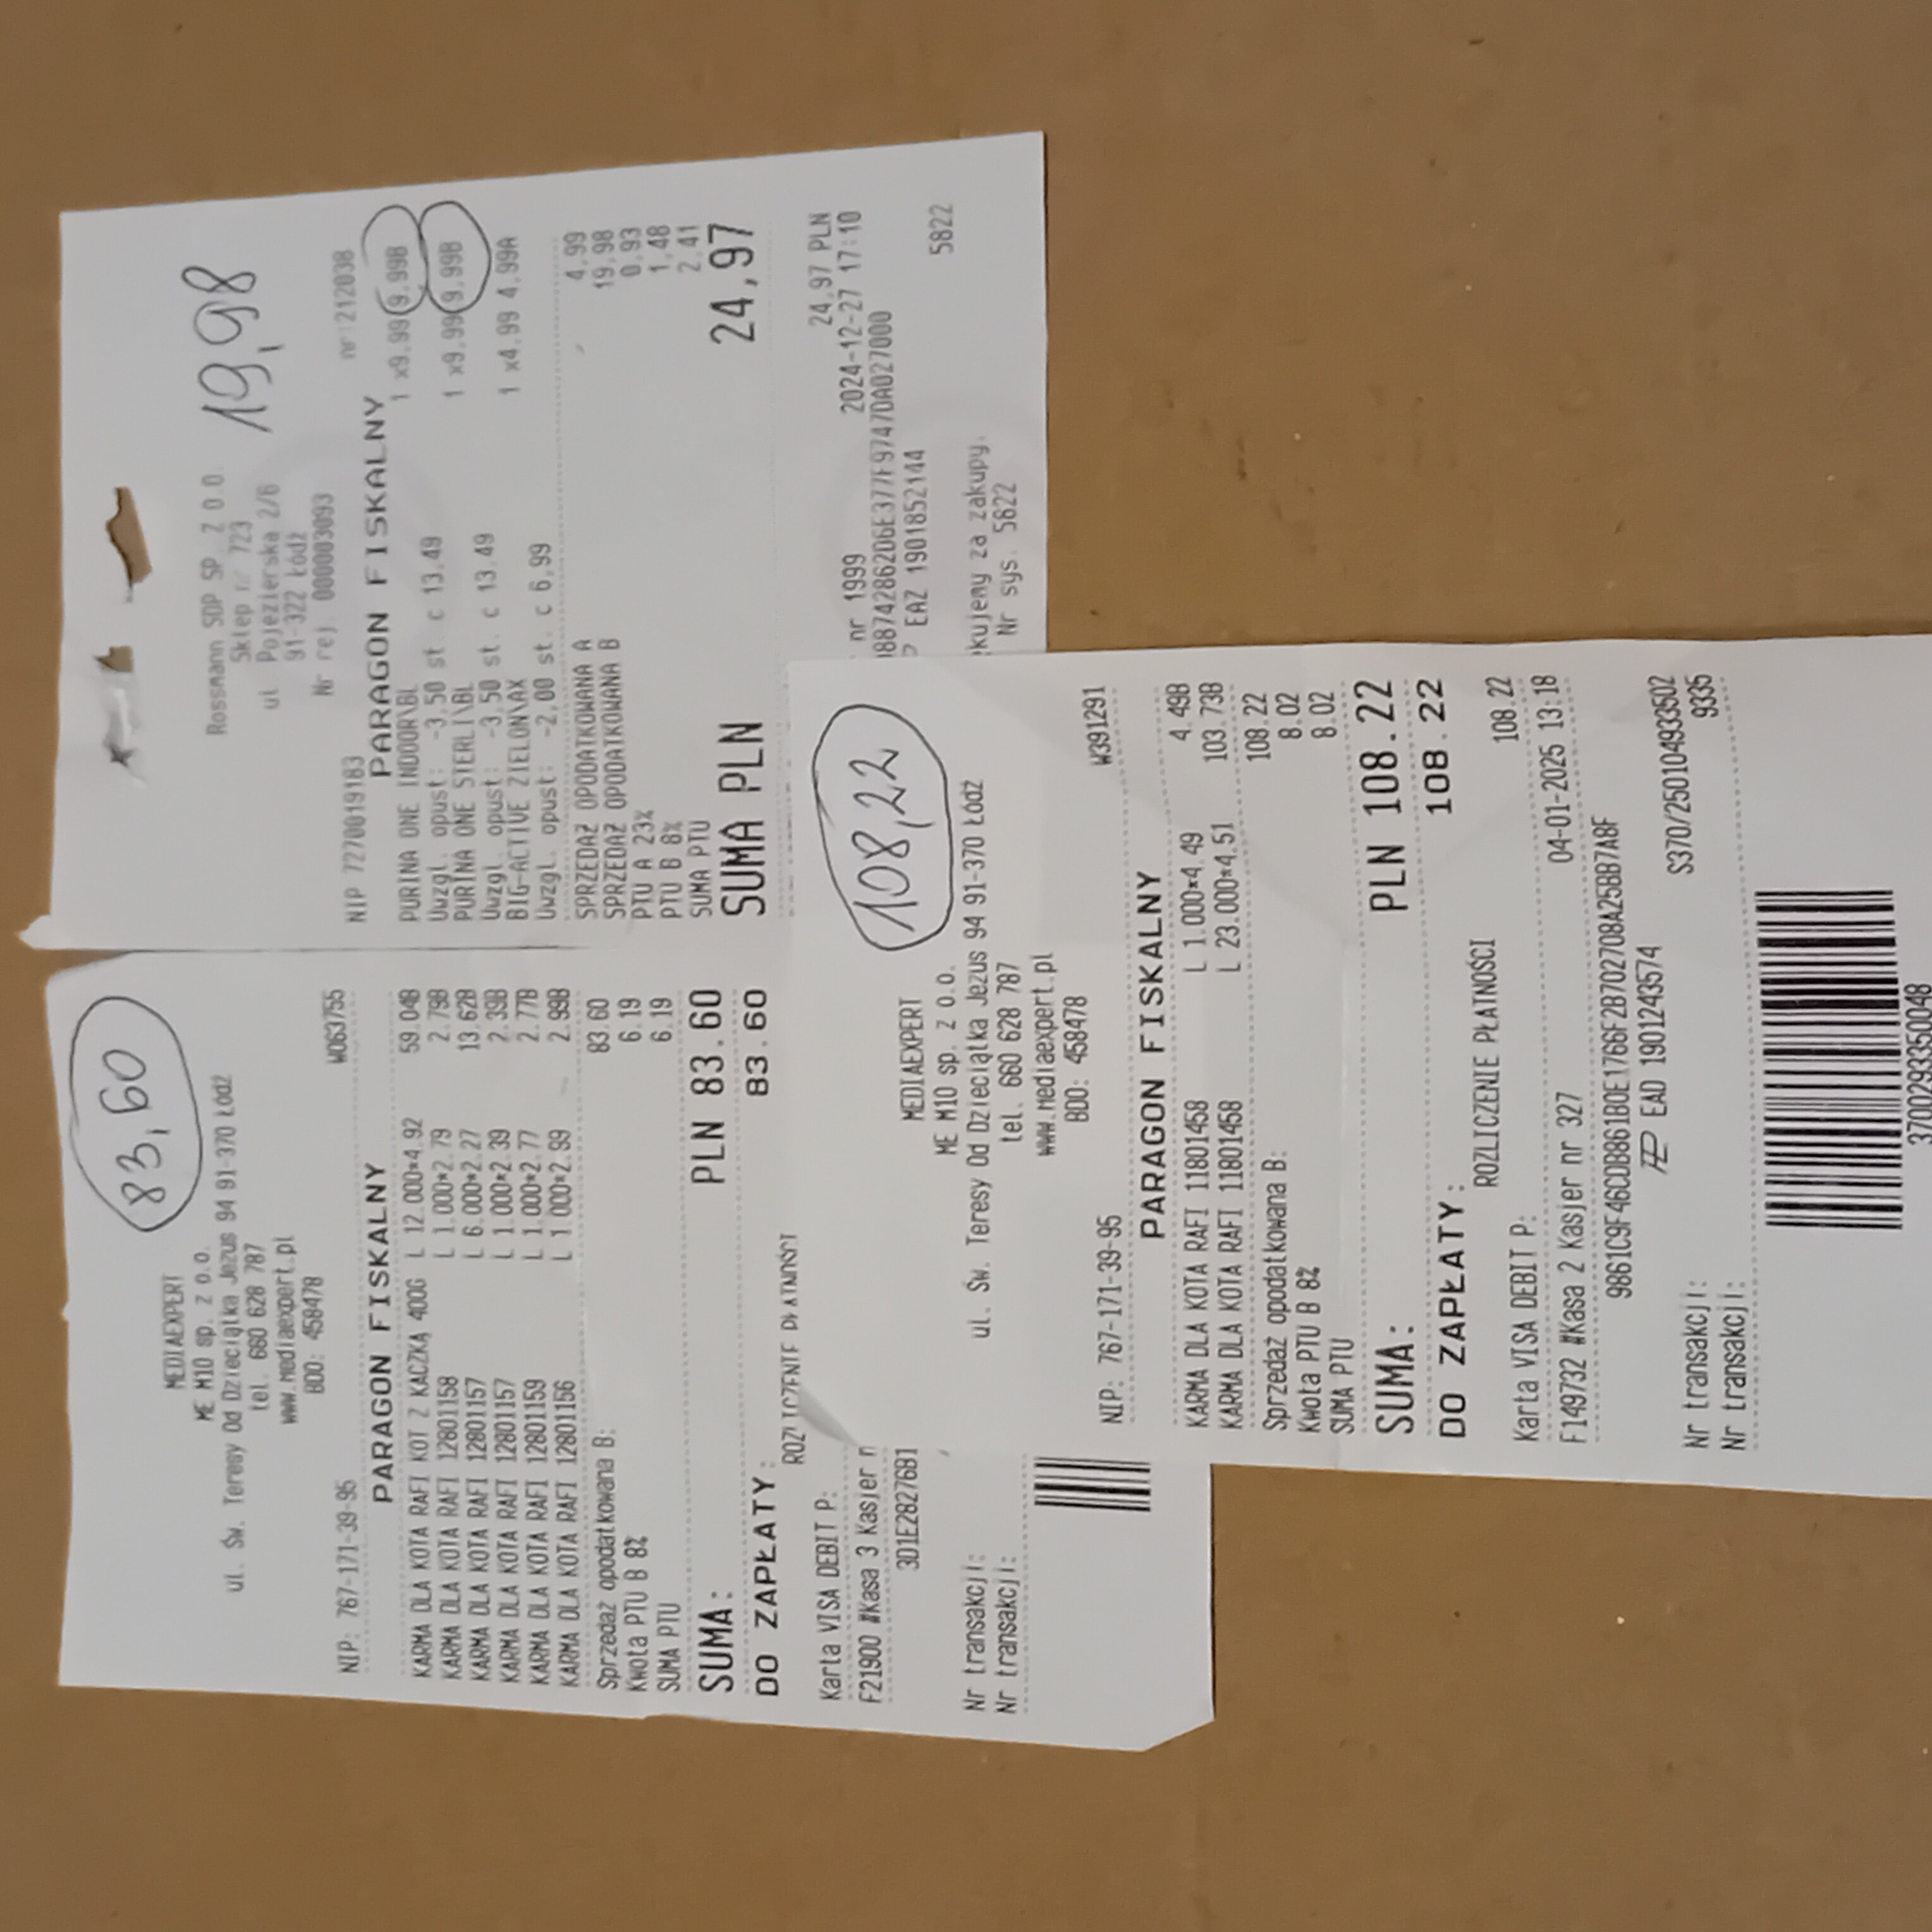 83,60
MEDIAEXPERT
ME M10 sp. z o.o.
ul. Św. Teresy Od Dzieciątka Jezus 94 91-370 Łódź
tel. 660 628 787
www.mediaexpert.pl
BDO: 458478
NIP: 767-171-39-95 W063755
PARAGON FISKALNY
KARMA DLA KOTA RAFI KOT Z KACZKĄ 400G L 12.000*4.92 59.04B
KARMA DLA KOTA RAFI 12801158 L 1.000*2.79 2.79B
KARMA DLA KOTA RAFI 12801157 L 6.000*2.27 13.62B
KARMA DLA KOTA RAFI 12801157 L 1.000*2.39 2.39B
KARMA DLA KOTA RAFI 12801159 L 1.000*2.77 2.77B
KARMA DLA KOTA RAFI 12801156 L 1.000*2.99 2.99B
Sprzedaż opodatkowana B: 83.60
Kwota PTU B 8% 6.19
SUMA PTU 6.19
SUMA: PLN 83.60
DO ZAPŁATY: 83.60
ROZLICZENIE PŁATNOŚCI
Karta VISA DEBIT P:
F21900 #Kasa 3 Kasjer n
3D1E28276B1
Nr transakcji:
Nr transakcji:
19,98
Rossmann SDP SP. Z O.O.
Sklep nr 723
ul. Pojezierska 2/6
91-322 Łódź
Nr rej. 0000003093
NIP 7270019183 nr:212038
PARAGON FISKALNY
PURINA ONE INDOOR\BL 1 x9.99 9.99B
Uwzgl. opust: -3.50 st. c 13.49
PURINA ONE STERLI\BL 1 x9.99 9.99B
Uwzgl. opust: -3.50 st. c 13.49
BIG-ACTIVE ZIELON\AX 1 x4.99 4.99A
Uwzgl. opust: -2,00 st. c 6,99
SPRZEDAŻ OPODATKOWANA A 4,99
SPRZEDAŻ OPODATKOWANA B 19,98
PTU A 23% 0,93
PTU B 8% 1,48
SUMA PTU 2,41
SUMA PLN 24,97
24,97 PLN
nr 1999 2024-12-27 17:10
EAZ 1901852144
kujemy za zakupy.
Nr sys. 5822 5822
108,22
MEDIAEXPERT
ME M10 sp. z o.o.
ul. Św. Teresy Od Dzieciątka Jezus 94 91-370 Łódź
tel. 660 628 787
www.mediaexpert.pl
BDO: 458478
NIP: 767-171-39-95 W391291
PARAGON FISKALNY
KARMA DLA KOTA RAFI 11801458 L 1.000*4.49 4.49B
KARMA DLA KOTA RAFI 11801458 L 23.000*4.51 103.73B
Sprzedaż opodatkowana B: 108.22
Kwota PTU B 8% 8.02
SUMA PTU 8.02
SUMA: PLN 108.22
DO ZAPŁATY: 108.22
ROZLICZENIE PŁATNOŚCI
Karta VISA DEBIT P: 108.22
F149732 #Kasa 2 Kasjer nr 327 04-01-2025 13:18
9861C9F46CDB861B0E1766F2B702708A25BB7A8F
EAD 1901243574
Nr transakcji: S370/250104933502
Nr transakcji: 9335
3700293350048